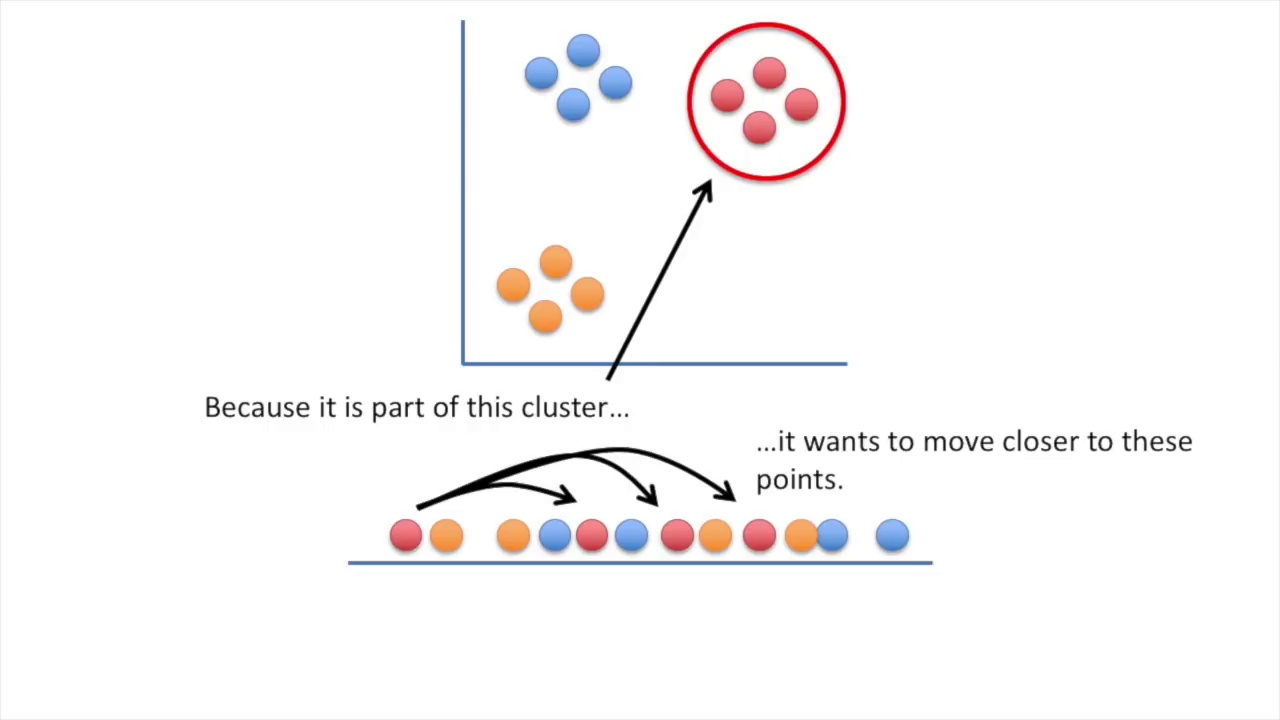 Because it is part of this cluster...
...it wants to move closer to these
points.